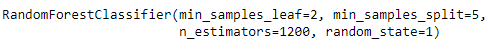 RandomForestClassifier(min_samples_leaf=2, min_samples_split=5,
n_estimators=1200, random_state=1)